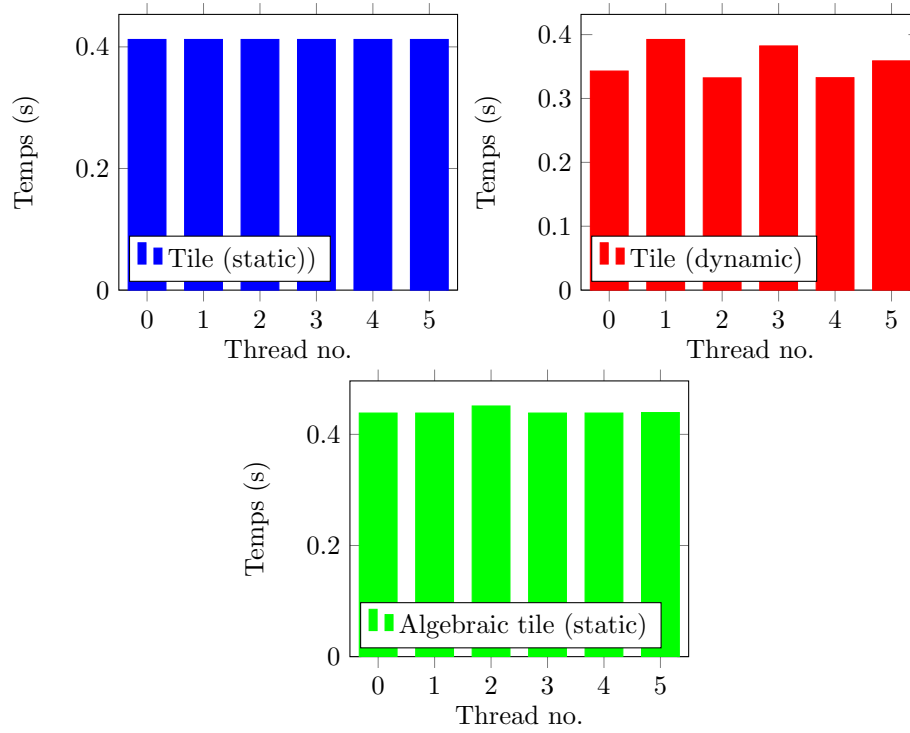 0.4
0.2
0
Temps (s)
Tile (static))
0 1 2 3 4 5
Thread no.
0.4
0.3
0.2
0.1
0
Temps (s)
Tile (dynamic)
0 1 2 3 4 5
Thread no.
0.4
0.2
0
Temps (s)
Algebraic tile (static)
0 1 2 3 4 5
Thread no.